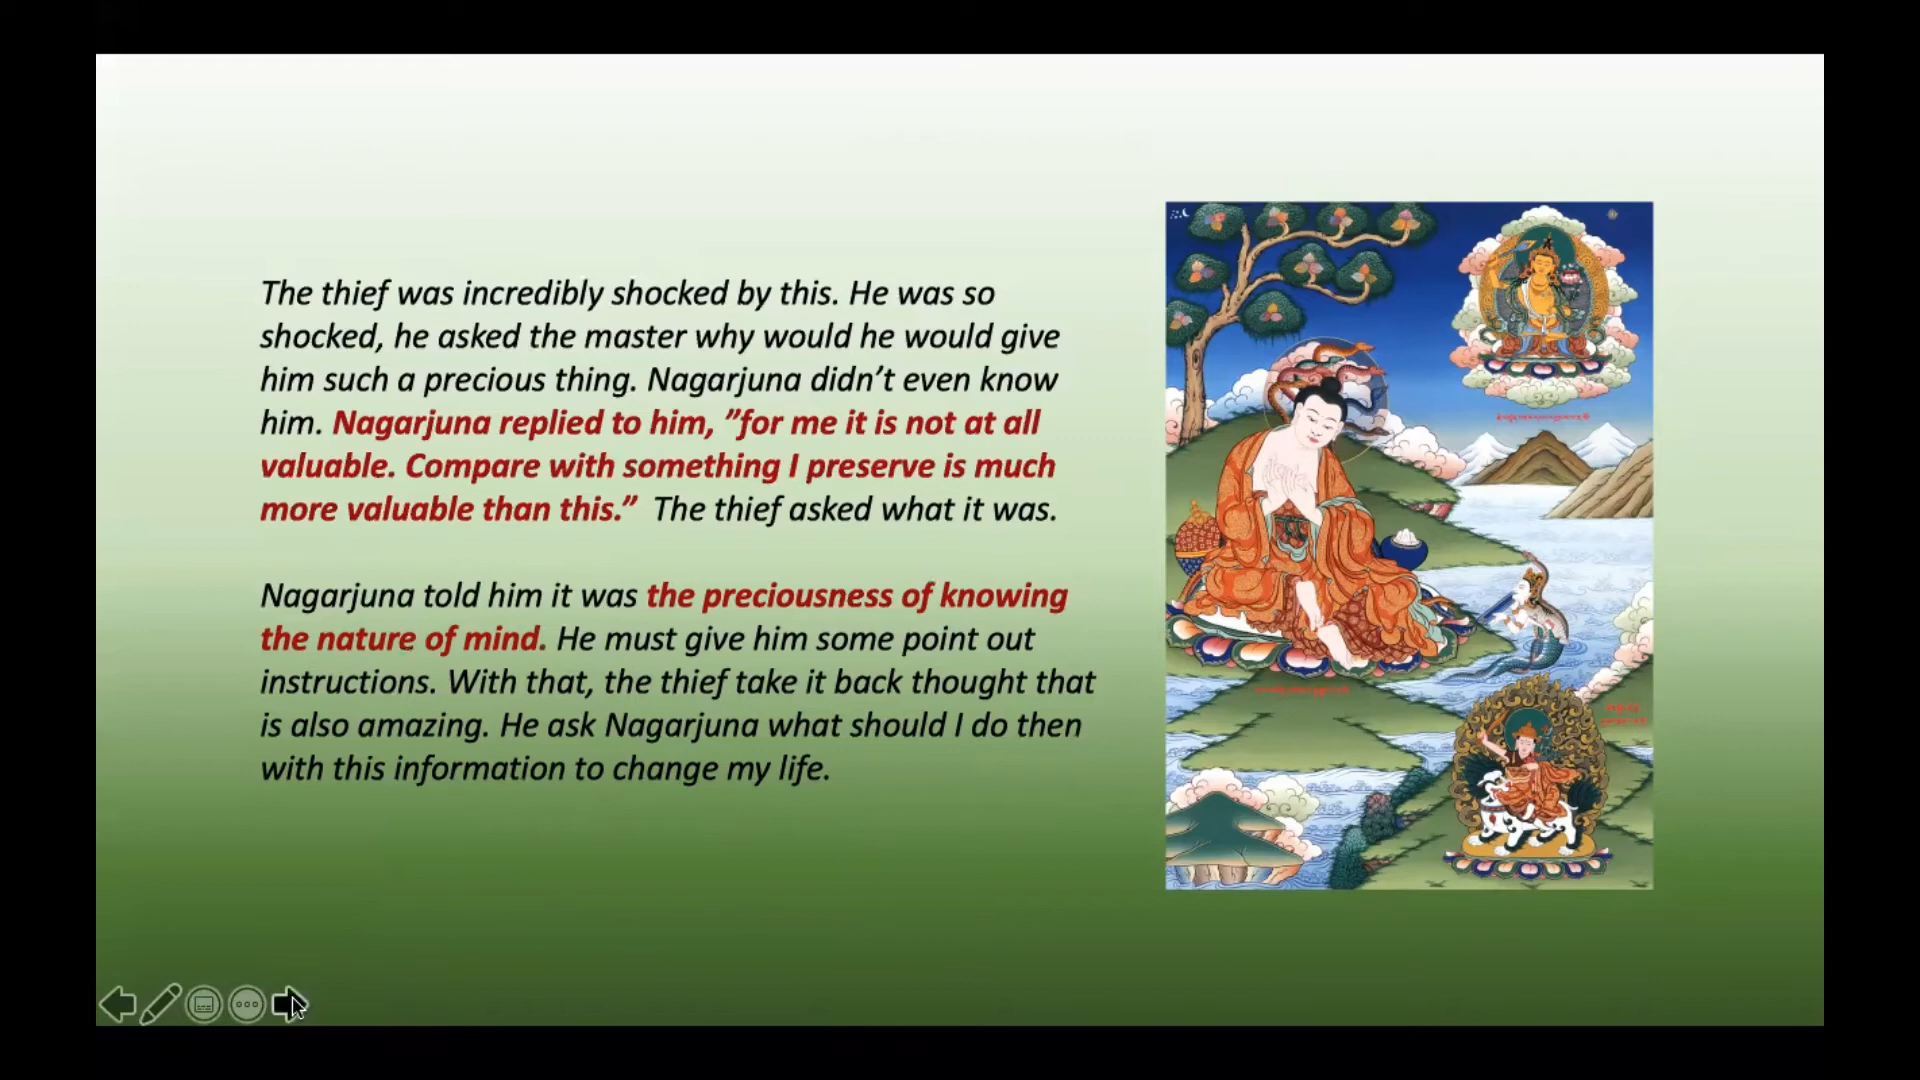 The thief was incredibly shocked by this. He was so
shocked, he asked the master why would he would give
him such a precious thing. Nagarjuna didn’t even know
him. Nagarjuna replied to him, ”for me it is not at all
valuable. Compare with something I preserve is much
more valuable than this.” The thief asked what it was.
Nagarjuna told him it was the preciousness of knowing
the nature of mind. He must give him some point out
instructions. With that, the thief take it back thought that
is also amazing. He ask Nagarjuna what should I do then
with this information to change my life.